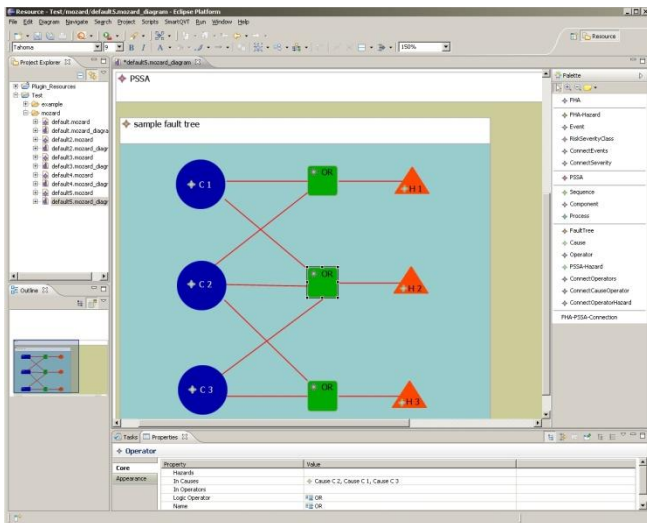 Resource - Test/mozard/default5.mozard_diagram - Eclipse Platform
File Edit Diagram Navigate Search Project Scripts SmartQVT Run Window Help
Resource
Tahoma 9 B I A 150%
Project Explorer
*default5.mozard_diagram
Plugin_Resources
Test
example
mozard
default.mozard
default.mozard_diagra
default2.mozard
default2.mozard_diagr
default3.mozard
default3.mozard_diagr
default4.mozard
default4.mozard_diagr
default5.mozard
default5.mozard_diagr
Outline
PSSA
sample fault tree
C 1 OR H 1
C 2 OR H 2
C 3 OR H 3
Palette
FHA
FHA-Hazard
Event
RiskSeverityClass
ConnectEvents
ConnectSeverity
PSSA
Sequence
Component
Process
FaultTree
Cause
Operator
PSSA-Hazard
ConnectOperators
ConnectCauseOperator
ConnectOperatorHazard
FHA-PSSA-Connection
Tasks Properties
Operator
Core
Appearance
Property Value
Hazards
In Causes Cause C 2, Cause C 1, Cause C 3
In Operators
Logic Operator OR
Name OR